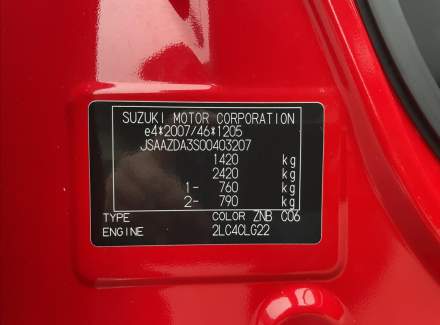 SUZUKI MOTOR CORPORATION
e4*2007/46*1205
JSAAZDA3S00403207
1420 kg
2420 kg
1- 760 kg
2- 790 kg
TYPE COLOR ZNB C06
ENGINE 2LC4CLG22